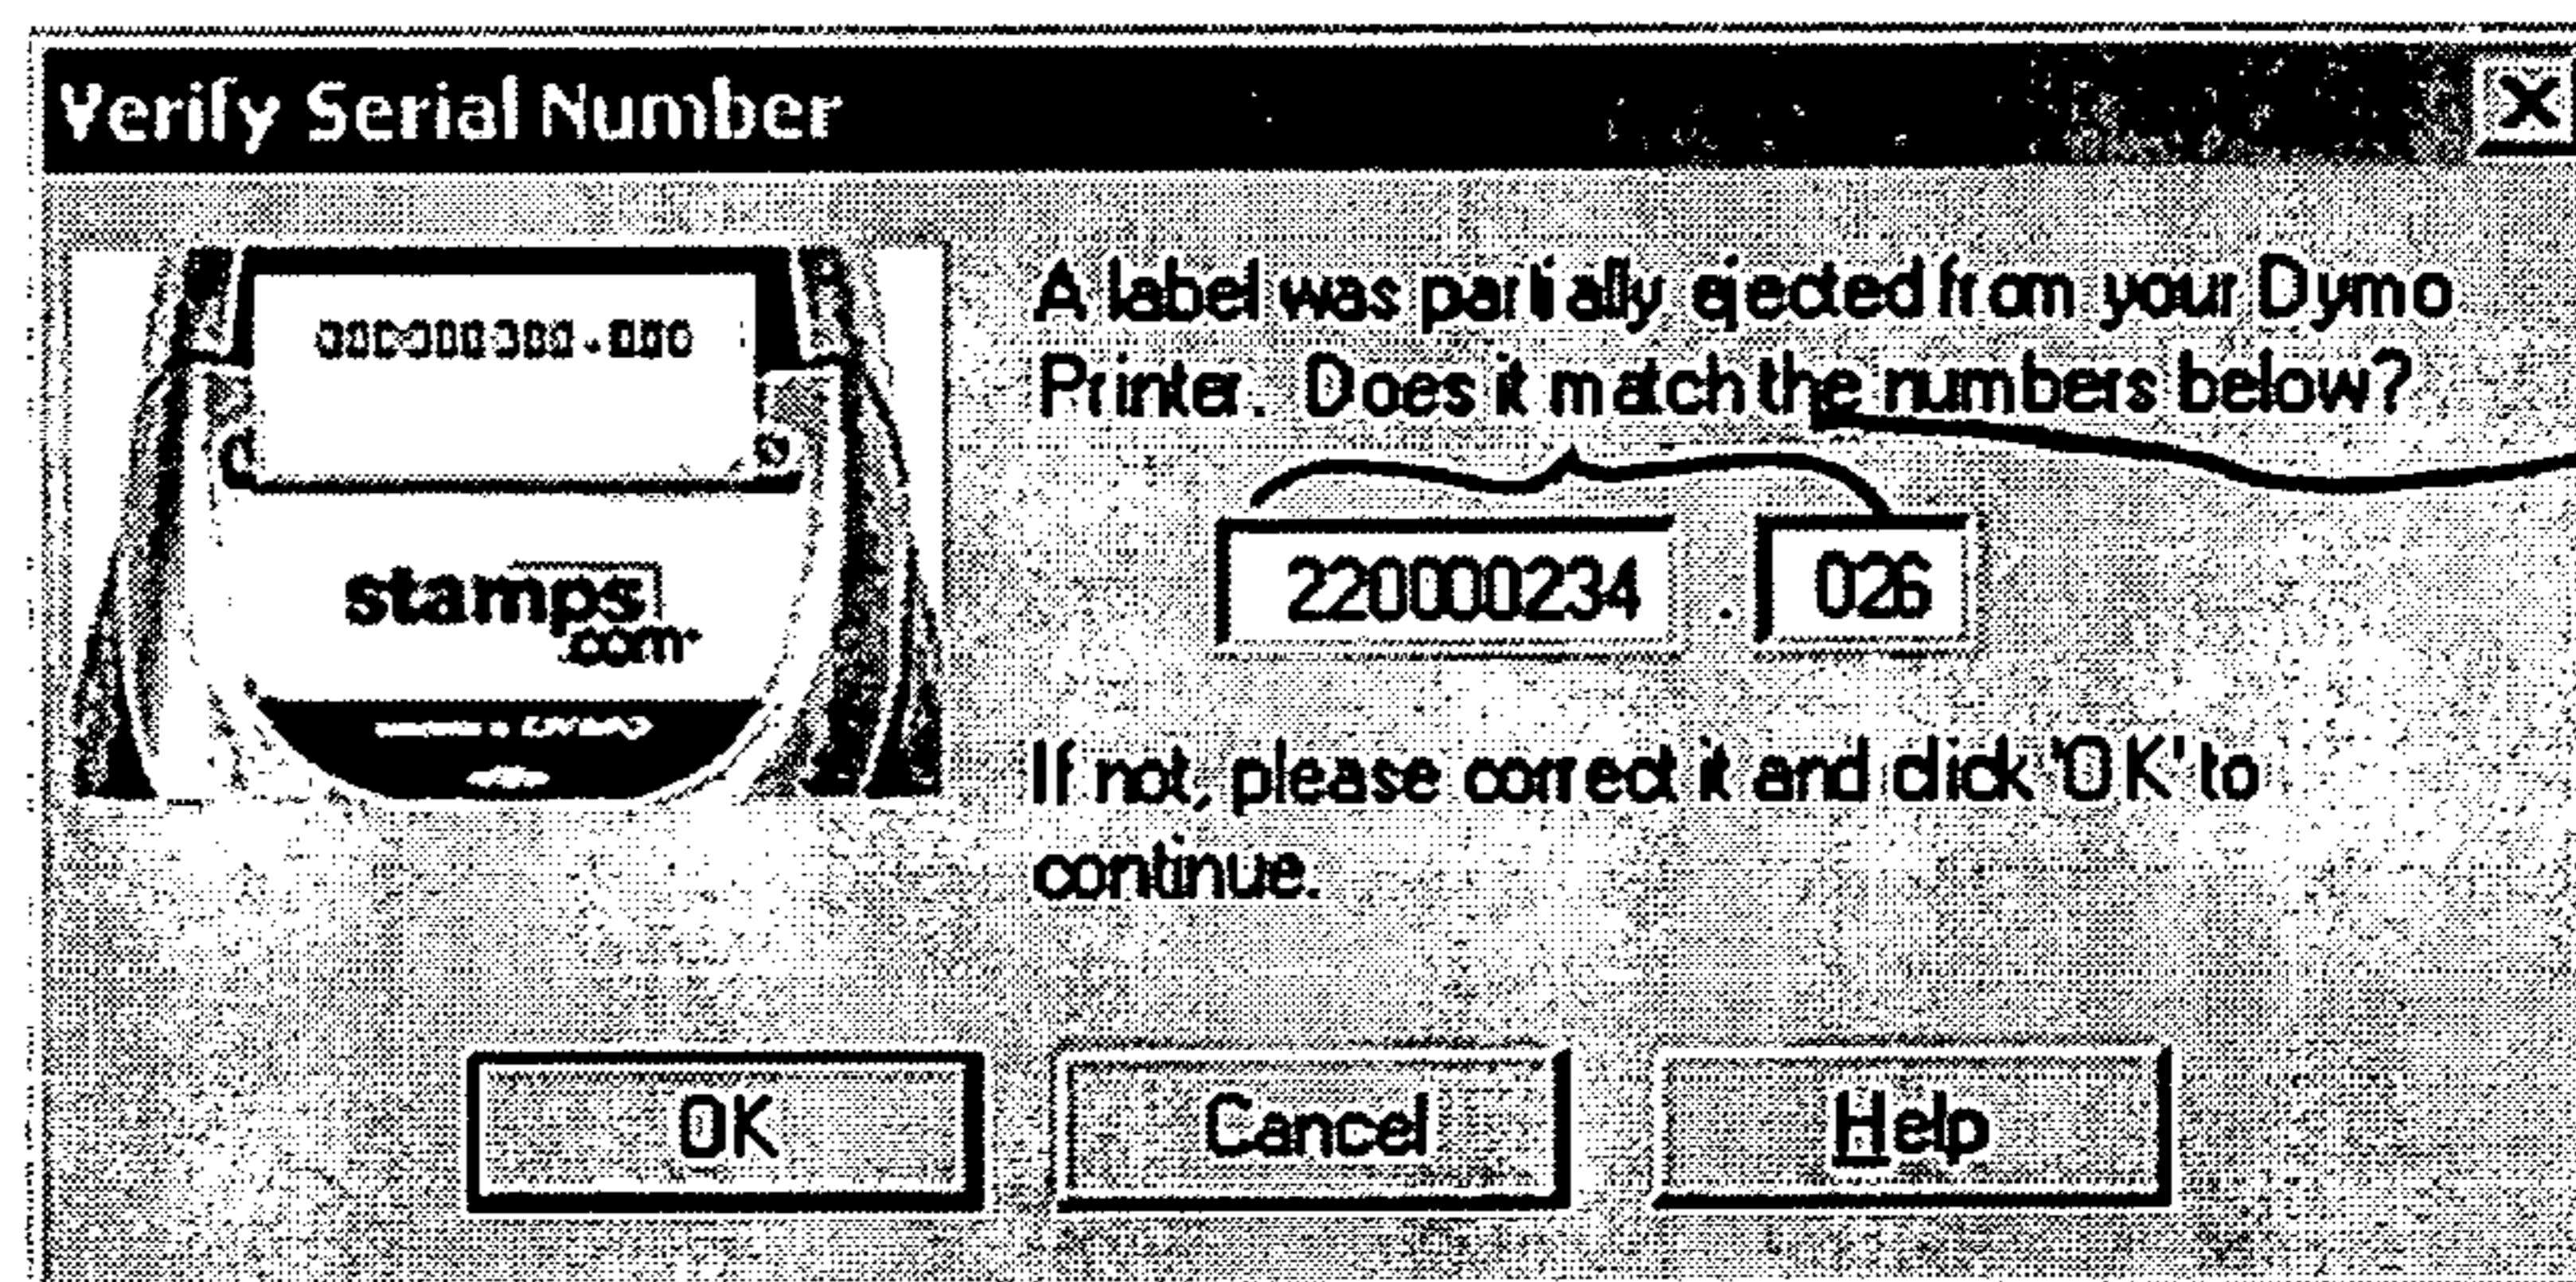 Verify Serial Number
A label was partially ejected from your Dymo
Printer. Does it match the numbers below?
220000234 . 026
stamps
.com
If not, please correct it and click 'OK' to
continue.
OK Cancel Help